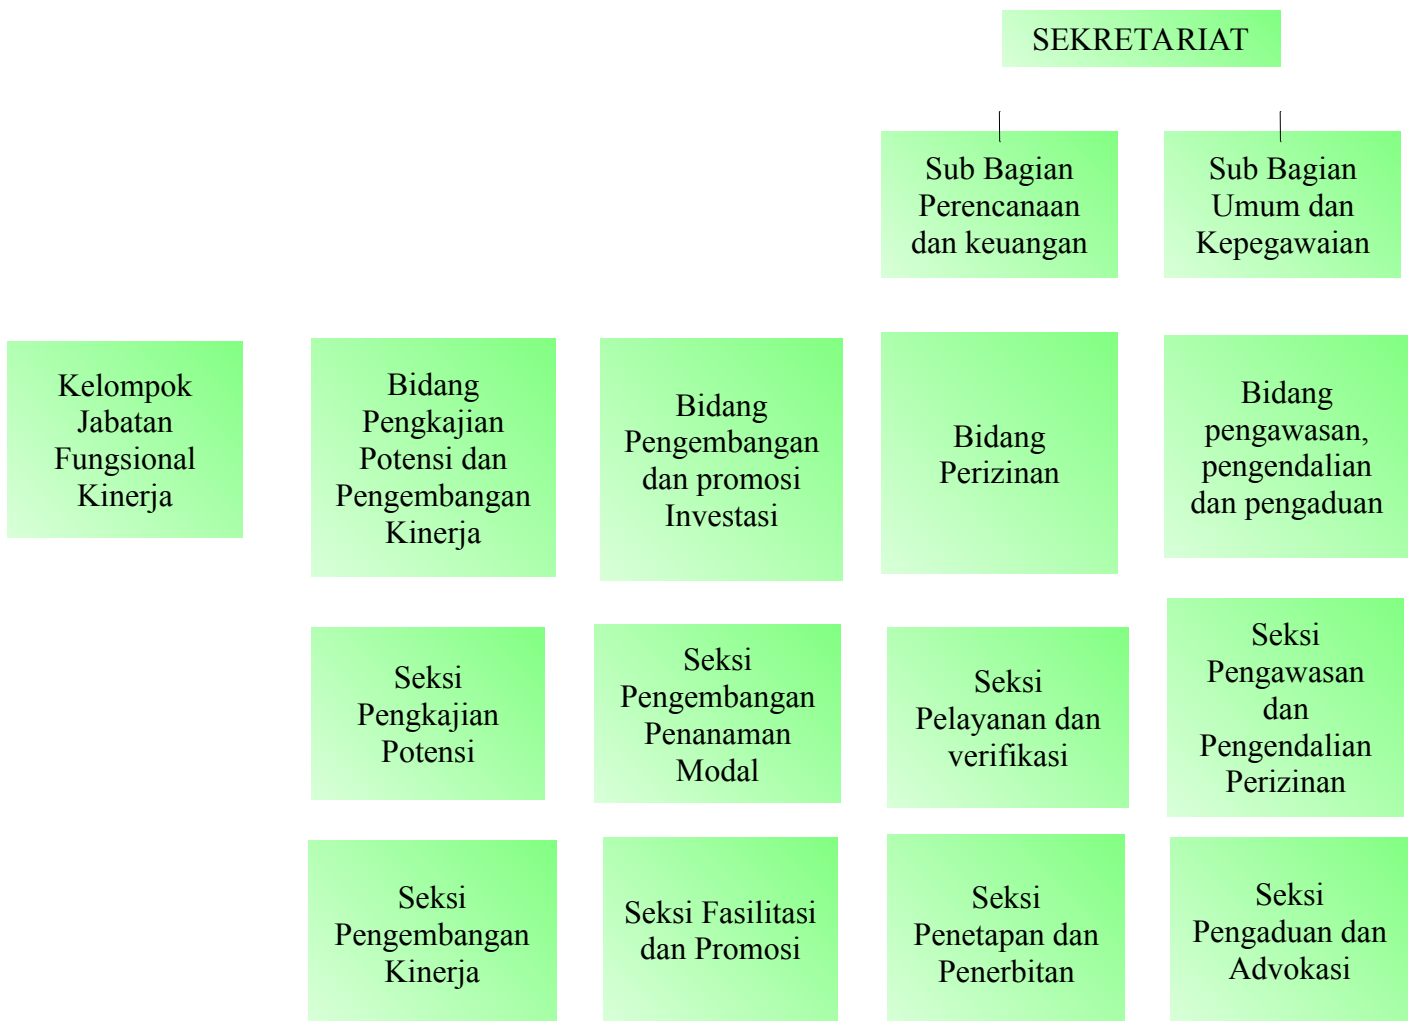 SEKRETARIAT
Sub Bagian
Perencanaan
dan keuangan
Sub Bagian
Umum dan
Kepegawaian
Kelompok
Jabatan
Fungsional
Kinerja
Bidang
Pengkajian
Potensi dan
Pengembangan
Kinerja
Bidang
Pengembangan
dan promosi
Investasi
Bidang
Perizinan
Bidang
pengawasan,
pengendalian
dan pengaduan
Seksi
Pengkajian
Potensi
Seksi
Pengembangan
Penanaman
Modal
Seksi
Pelayanan dan
verifikasi
Seksi
Pengawasan
dan
Pengendalian
Perizinan
Seksi
Pengembangan
Kinerja
Seksi Fasilitasi
dan Promosi
Seksi
Penetapan dan
Penerbitan
Seksi
Pengaduan dan
Advokasi